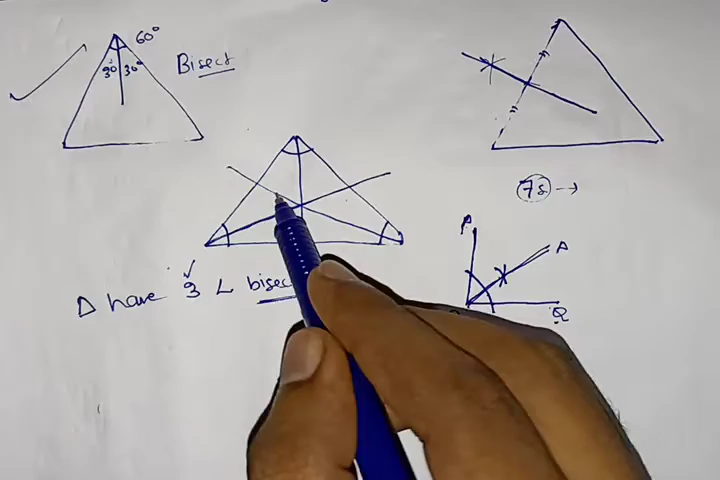 60°
30° 30°
Bisect
7s →
P
A
Q
Δ have 3 ∠ bisec